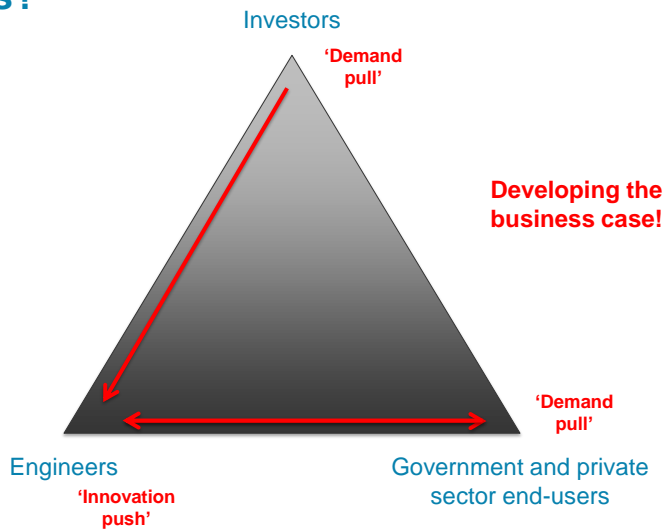 Investors
‘Demand
pull’
Developing the
business case!
‘Demand
pull’
Engineers
‘Innovation
push’
Government and private
sector end-users